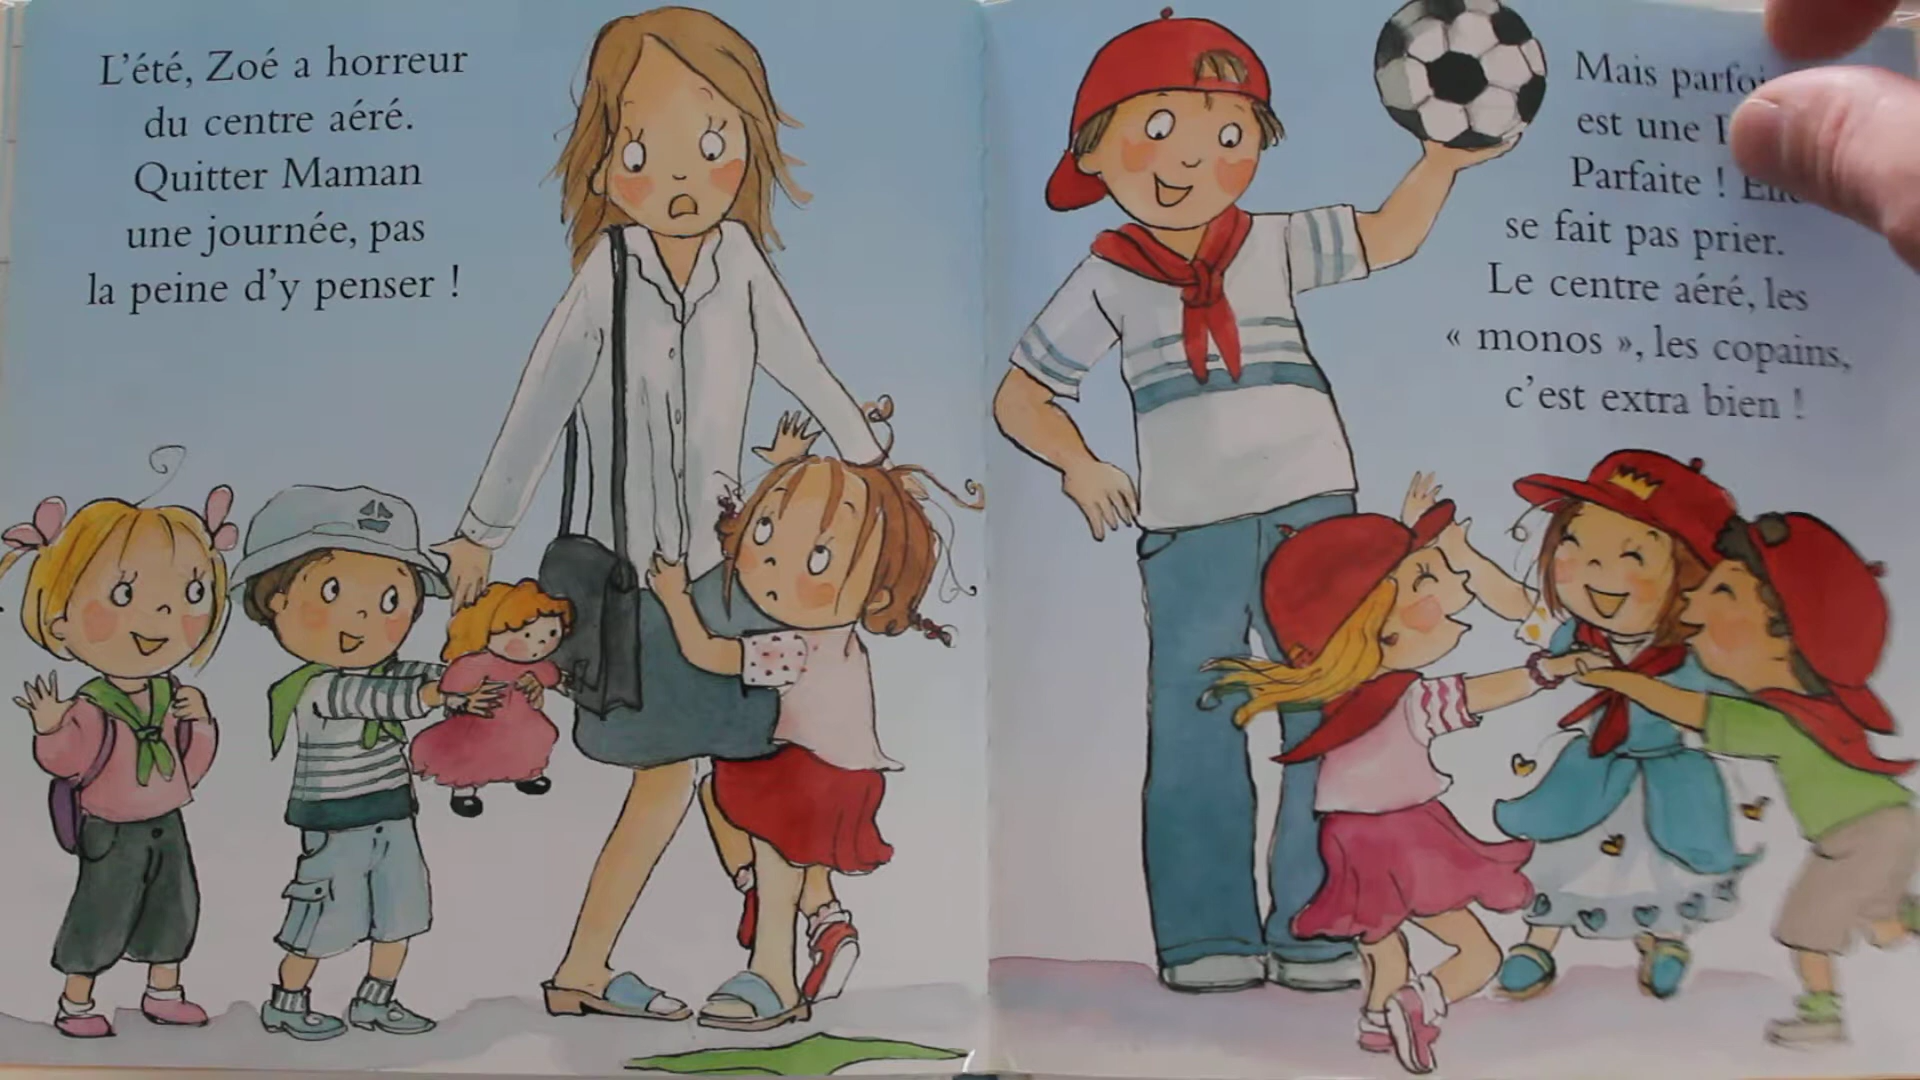 L'été, Zoé a horreur
du centre aéré.
Quitter Maman
une journée, pas
la peine d'y penser !
Mais
est une
Parfaite !
se fait pas prier.
Le centre aéré, les
« monos », les copains,
c'est extra bien !